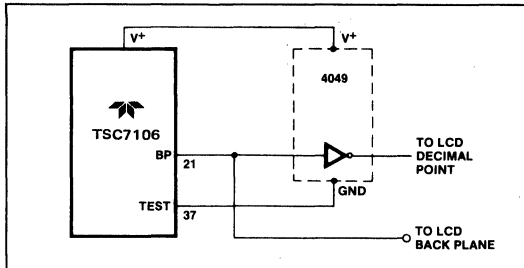 V+
V+
4049
TSC7106
BP
21
TO LCD
DECIMAL
POINT
GND
TEST
37
TO LCD
BACK PLANE